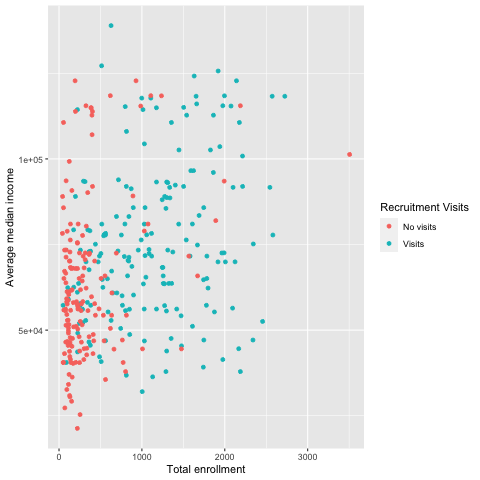 Average median income
1e+05
5e+04
0
1000
2000
3000
Total enrollment
Recruitment Visits
No visits
Visits